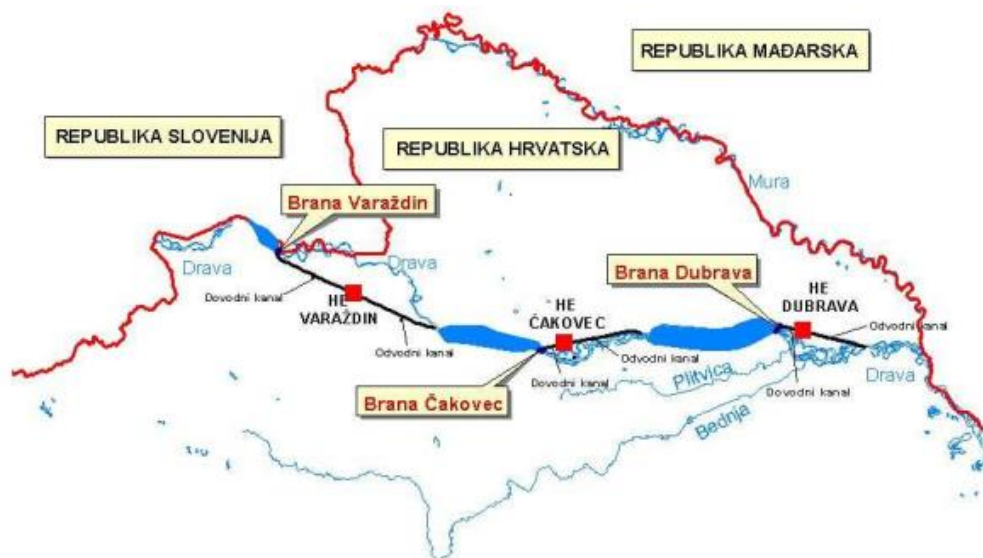 REPUBLIKA MAĐARSKA
REPUBLIKA SLOVENIJA
REPUBLIKA HRVATSKA
Mura
Brana Varaždin
Drava
Drava
Dovodni kanal
HE
VARAŽDIN
Odvodni kanal
Brana Dubrava
HE
DUBRAVA
HE
ČAKOVEC
Odvodni kanal
Odvodni kanal
Dovodni kanal
Plitvica
Dovodni kanal
Drava
Brana Čakovec
Bednja